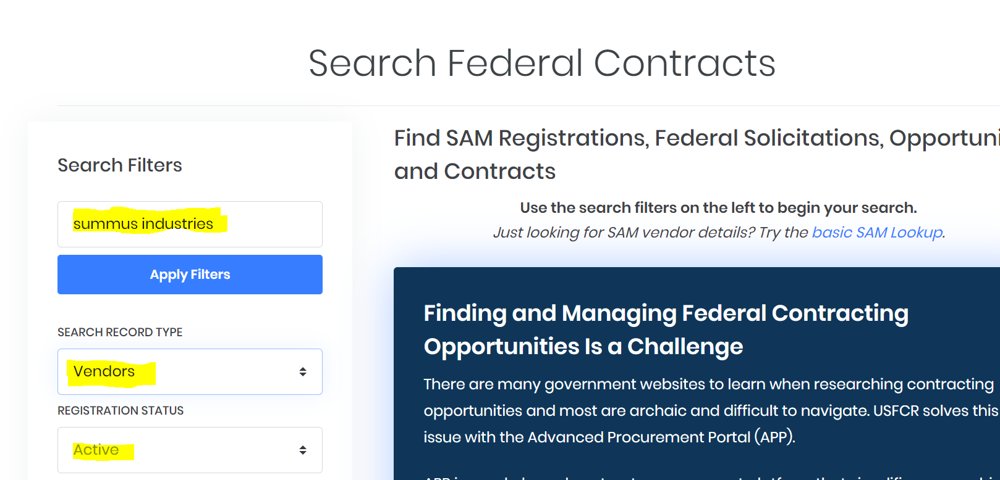 Search Federal Contracts
Search Filters
summus industries
Apply Filters
SEARCH RECORD TYPE
Vendors
REGISTRATION STATUS
Active
Find SAM Registrations, Federal Solicitations,
and Contracts
Use the search filters on the left to begin your search.
Just looking for SAM vendor details? Try the basic SAM Lookup.
Finding and Managing Federal Contracting
Opportunities Is a Challenge
There are many government websites to learn when researching contracting
opportunities and most are archaic and difficult to navigate. USFCR solves this
issue with the Advanced Procurement Portal (APP).